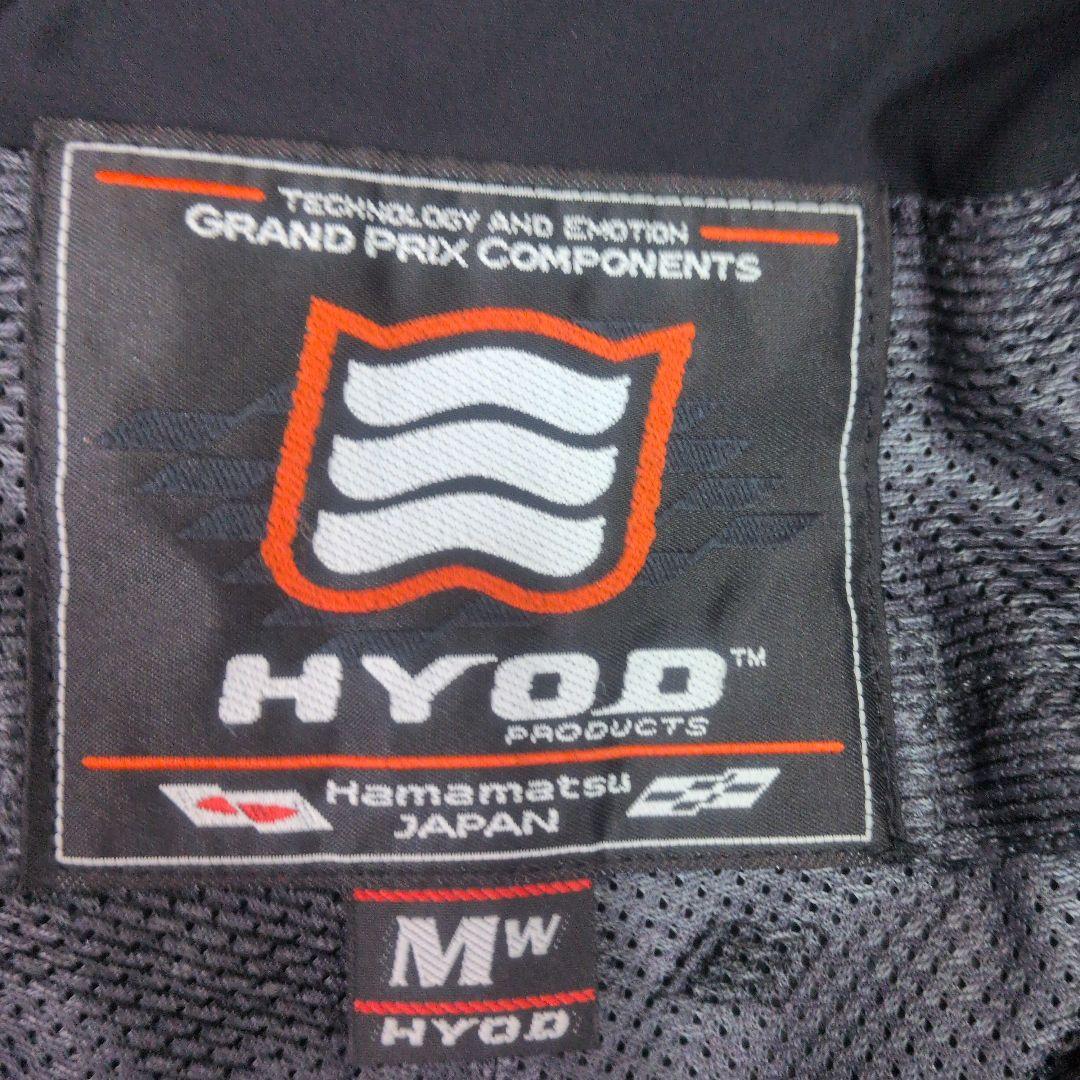 TECHNOLOGY AND EMOTION
GRAND PRIX COMPONENTS
HYOD™
PRODUCTS
Hamamatsu
JAPAN
MW
HYOD